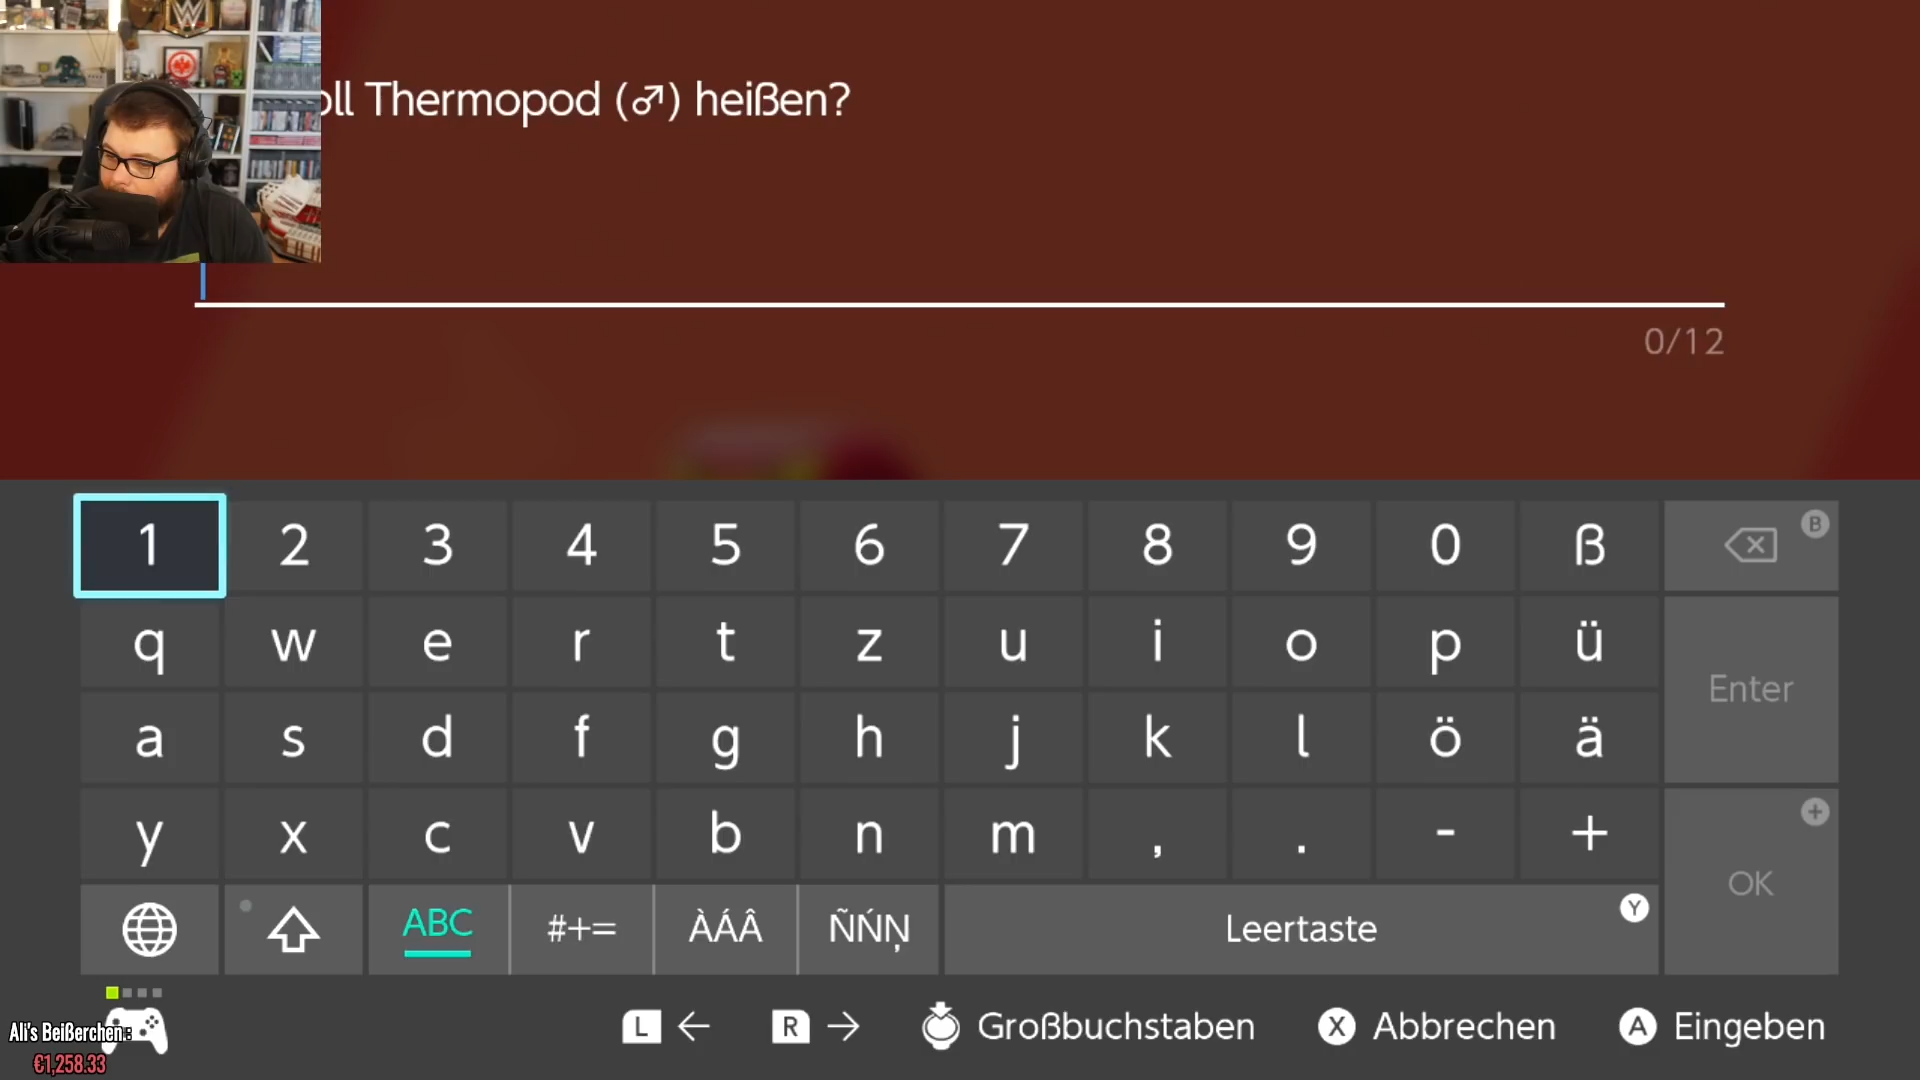 oll Thermopod (♂) heißen?
0/12
1 2 3 4 5 6 7 8 9 0 ß B
q w e r t z u i o p ü Enter
a s d f g h j k l ö ä
y x c v b n m , . - + OK
ABC #+= ÀÁÂ ÑŃŅ Leertaste Y
L ← R → Großbuchstaben X Abbrechen A Eingeben
Ali's Beißerchen:
€1,258.33